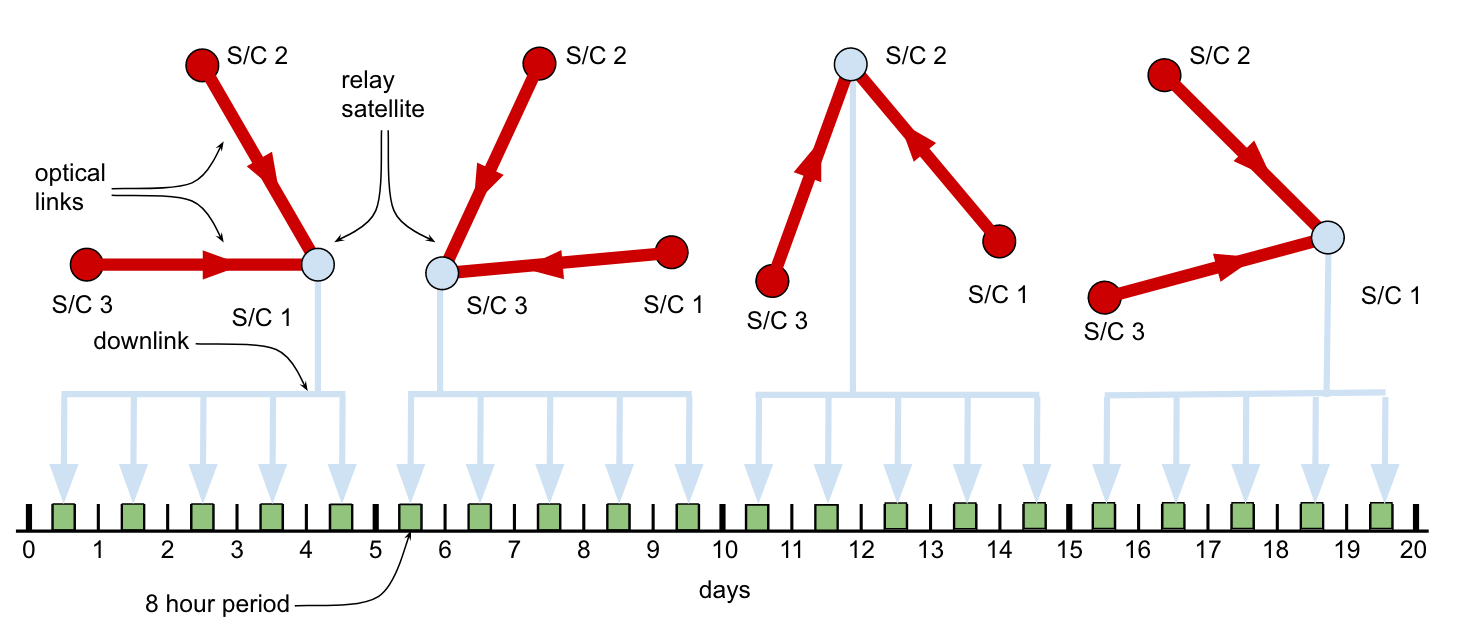 S/C 2
S/C 2
S/C 2
S/C 2
relay
satellite
optical
links
S/C 3
S/C 1
S/C 3
S/C 1
S/C 3
S/C 1
S/C 3
S/C 1
downlink
0 1 2 3 4 5 6 7 8 9 10 11 12 13 14 15 16 17 18 19 20
days
8 hour period